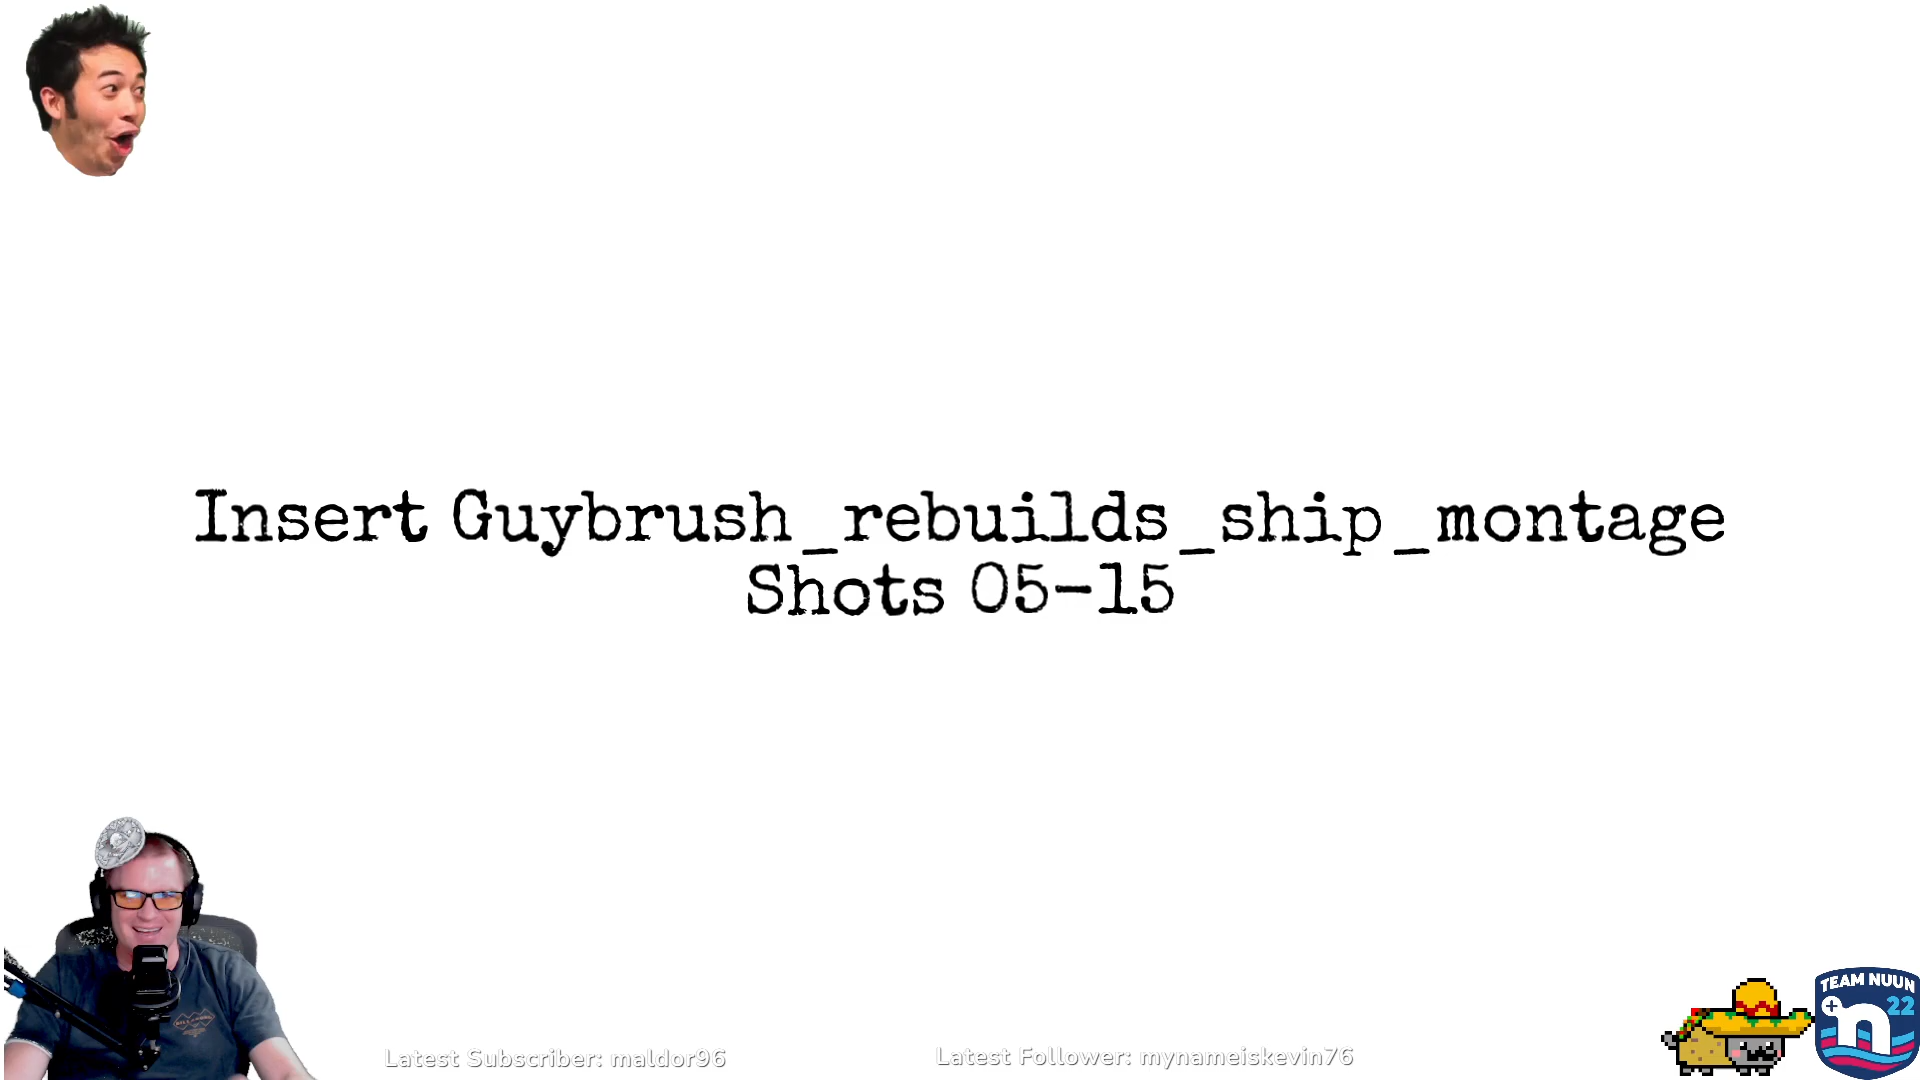 Insert Guybrush_rebuilds_ship_montage
Shots 05-15
TEAM NUUN
22
n
Latest Subscriber: maldor96
Latest Follower: mynameiskevin76